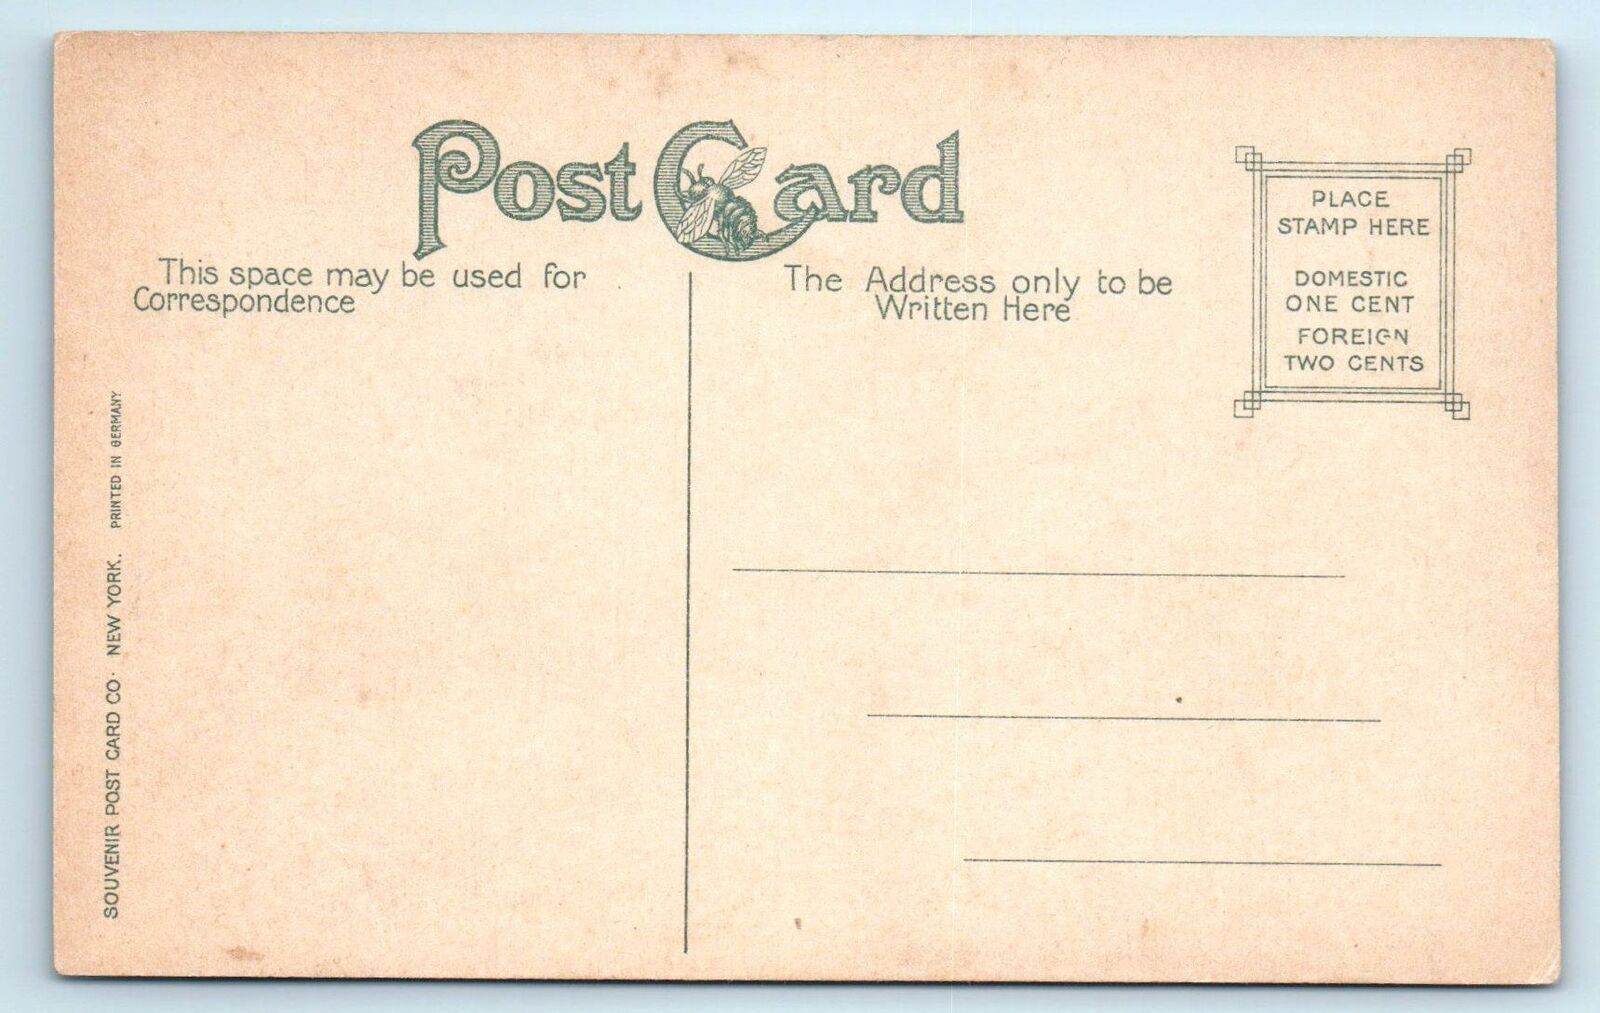 Post Card
This space may be used for
Correspondence
The Address only to be
Written Here
PLACE
STAMP HERE
DOMESTIC
ONE CENT
FOREIGN
TWO CENTS
SOUVENIR POST CARD CO. NEW YORK. PRINTED IN GERMANY